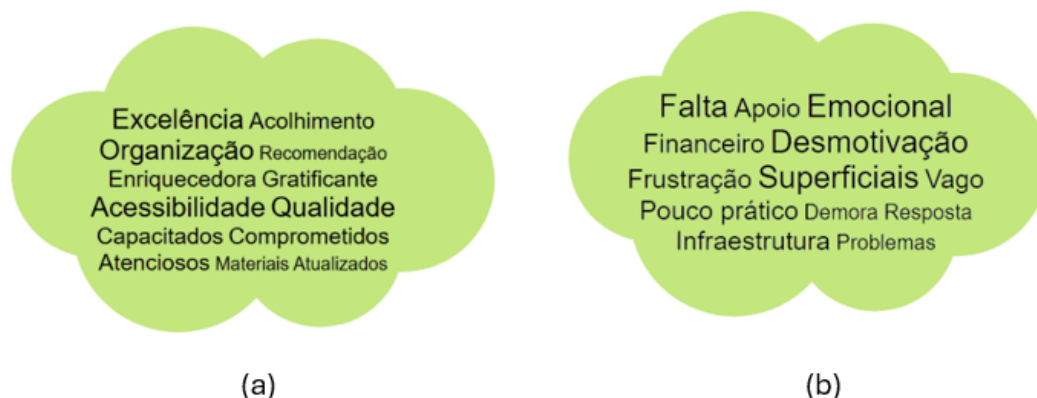 Excelência Acolhimento
Organização Recomendação
Enriquecedora Gratificante
Acessibilidade Qualidade
Capacitados Comprometidos
Atenciosos Materiais Atualizados
(a)
Falta Apoio Emocional
Financeiro Desmotivação
Frustração Superficiais Vago
Pouco prático Demora Resposta
Infraestrutura Problemas
(b)